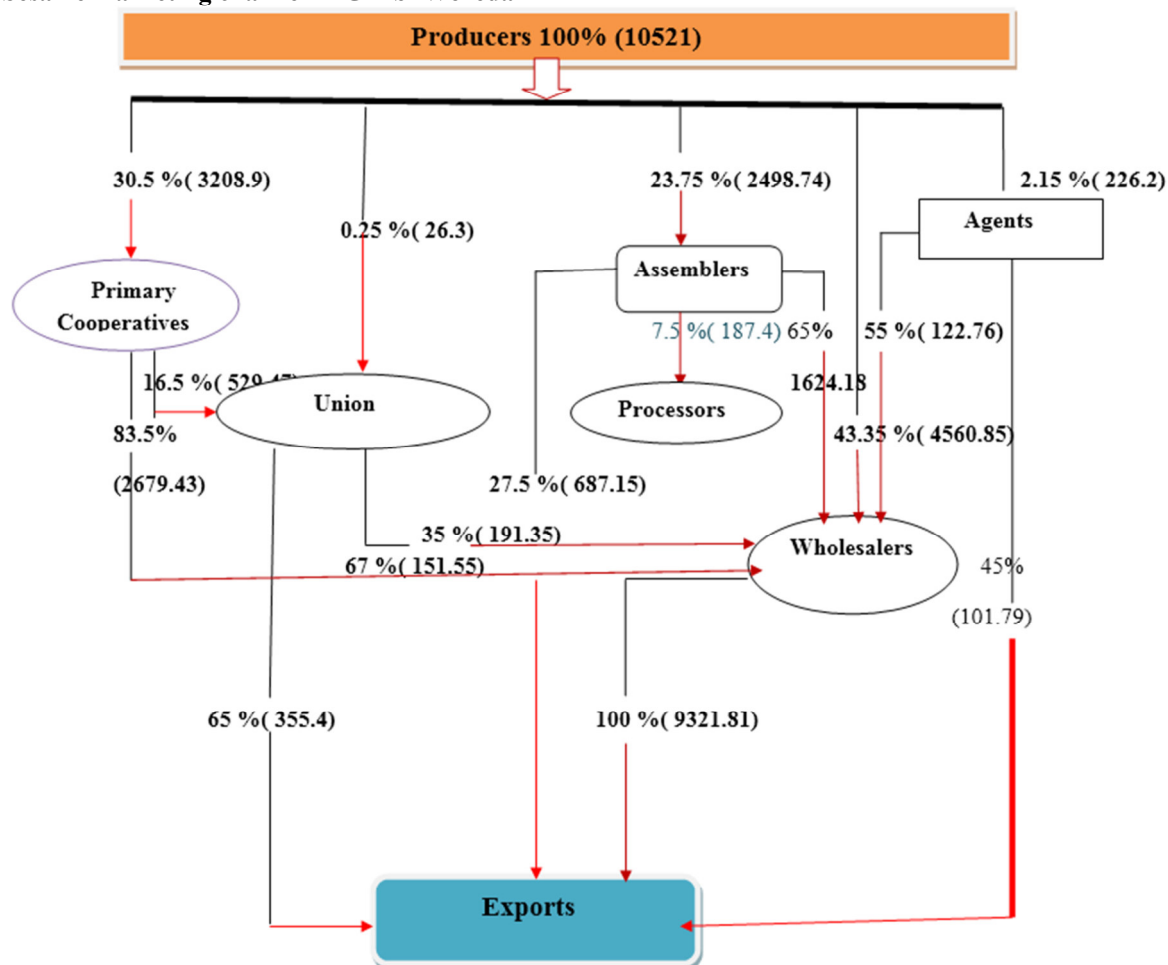 Producers 100% (10521)
30.5 %( 3208.9)
23.75 %( 2498.74)
2.15 %( 226.2)
0.25 %( 26.3)
Agents
Assemblers
Primary
Cooperatives
7.5 %( 187.4) 65%
55 %( 122.76)
16.5 %( 529.47)
1624.18
Union
Processors
83.5%
43.35 %( 4560.85)
(2679.43)
27.5 %( 687.15)
35 %( 191.35)
Wholesalers
67 %( 151.55)
45%
(101.79)
65 %( 355.4)
100 %( 9321.81)
Exports